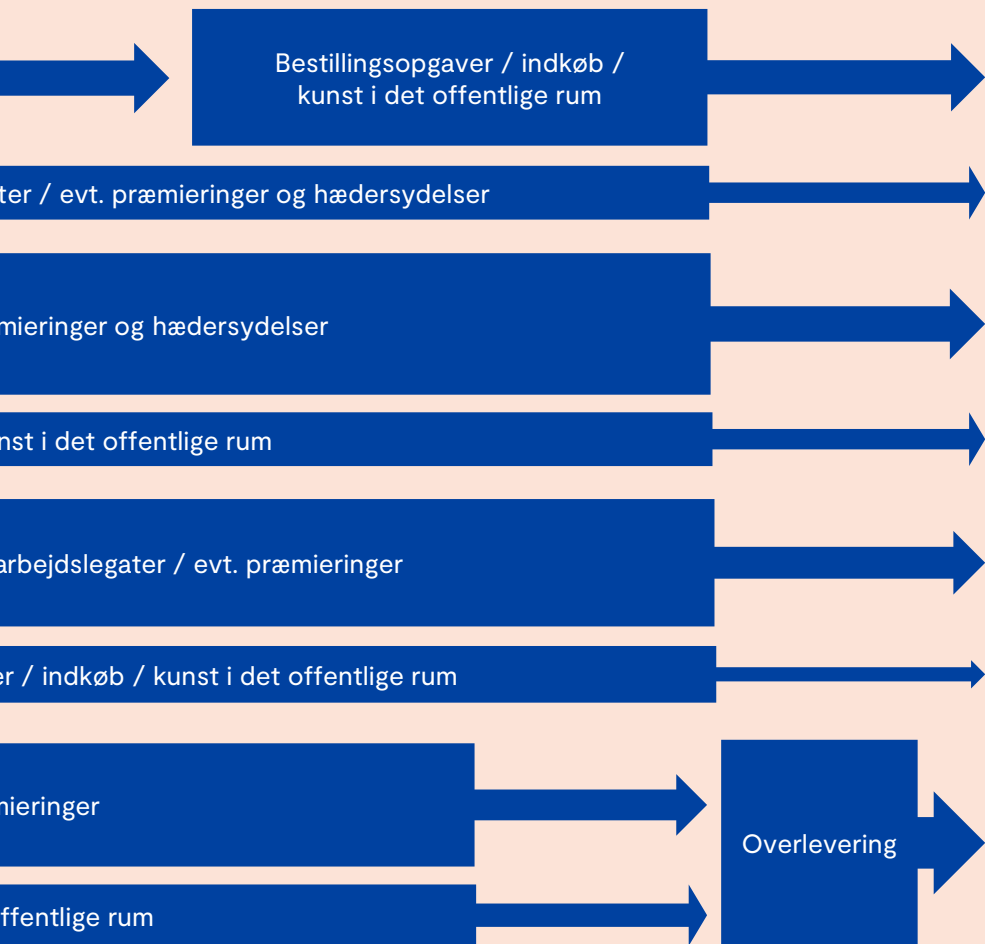 Bestillingsopgaver / indkøb /
kunst i det offentlige rum
ter / evt. præmieringer og hædersydelser
mieringer og hædersydelser
nst i det offentlige rum
arbejdslegater / evt. præmieringer
er / indkøb / kunst i det offentlige rum
mieringer
Overlevering
offentlige rum